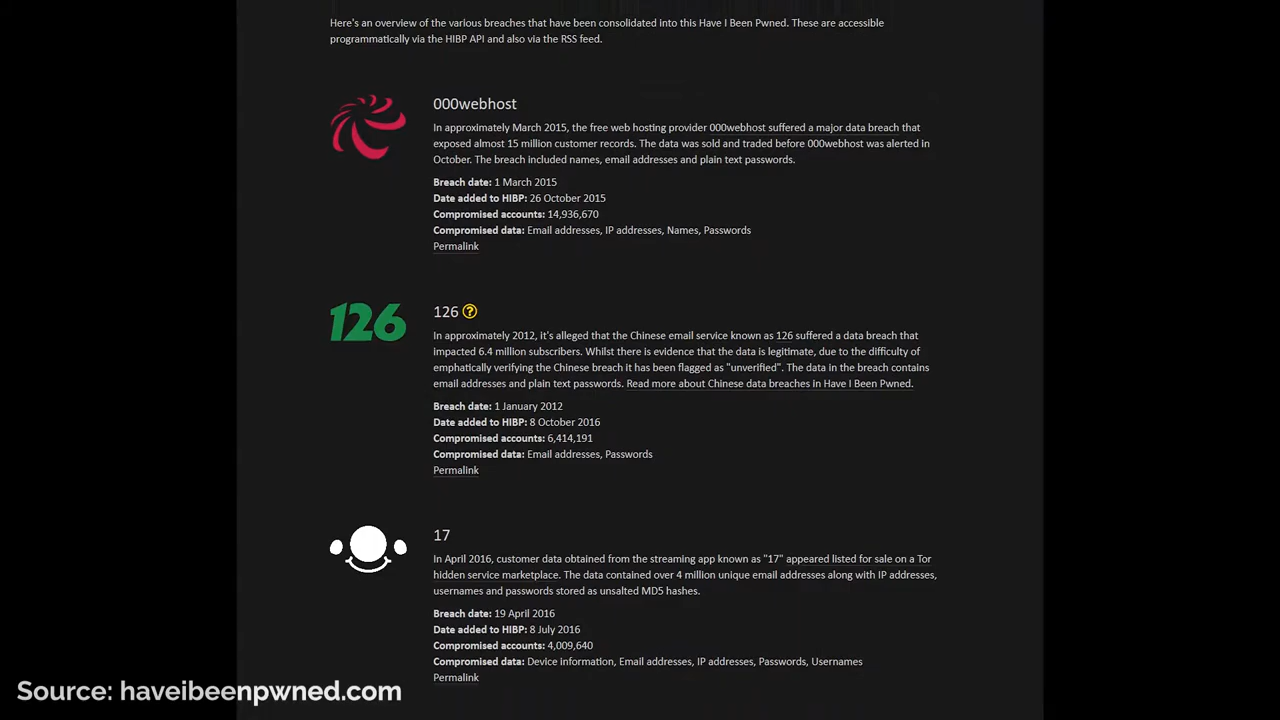 Here's an overview of the various breaches that have been consolidated into this Have I Been Pwned. These are accessible
programmatically via the HIBP API and also via the RSS feed.
000webhost
In approximately March 2015, the free web hosting provider 000webhost suffered a major data breach that
exposed almost 15 million customer records. The data was sold and traded before 000webhost was alerted in
October. The breach included names, email addresses and plain text passwords.
Breach date: 1 March 2015
Date added to HIBP: 26 October 2015
Compromised accounts: 14,936,670
Compromised data: Email addresses, IP addresses, Names, Passwords
Permalink
126
126 ?
In approximately 2012, it's alleged that the Chinese email service known as 126 suffered a data breach that
impacted 6.4 million subscribers. Whilst there is evidence that the data is legitimate, due to the difficulty of
emphatically verifying the Chinese breach it has been flagged as "unverified". The data in the breach contains
email addresses and plain text passwords. Read more about Chinese data breaches in Have I Been Pwned.
Breach date: 1 January 2012
Date added to HIBP: 8 October 2016
Compromised accounts: 6,414,191
Compromised data: Email addresses, Passwords
Permalink
17
In April 2016, customer data obtained from the streaming app known as "17" appeared listed for sale on a Tor
hidden service marketplace. The data contained over 4 million unique email addresses along with IP addresses,
usernames and passwords stored as unsalted MD5 hashes.
Breach date: 19 April 2016
Date added to HIBP: 8 July 2016
Compromised accounts: 4,009,640
Compromised data: Device information, Email addresses, IP addresses, Passwords, Usernames
Permalink
Source: haveibeenpwned.com